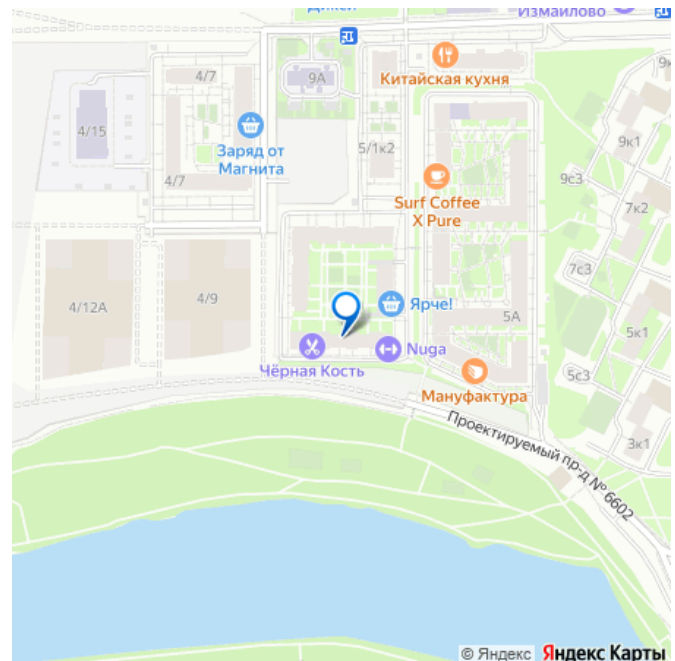 Дикси
Измайлово
4/7
9А
Китайская кухня
9к1
4/15
Заряд от
Магнита
5/1к2
4/7
9с3
Surf Coffee
X Pure
7к2
7с3
4/12А
4/9
Ярче!
5А
5к1
Nuga
Чёрная Кость
5с3
Мануфактура
3к1
Проектируемый пр-д № 6602
© Яндекс Яндекс Карты